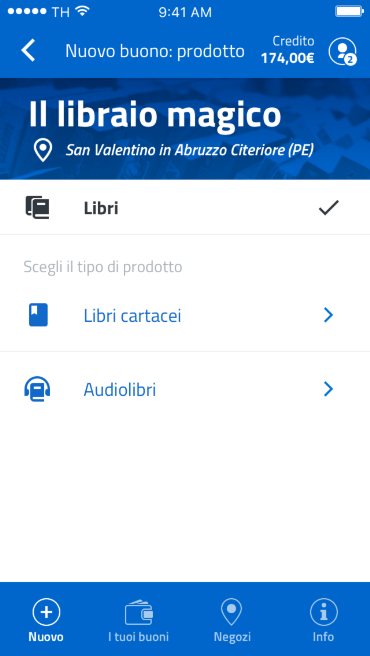 TH 9:41 AM
Nuovo buono: prodotto
Credito
174,00€
2
Il libraio magico
San Valentino in Abruzzo Citeriore (PE)
Libri
Scegli il tipo di prodotto
Libri cartacei
Audiolibri
Nuovo
I tuoi buoni
Negozi
Info